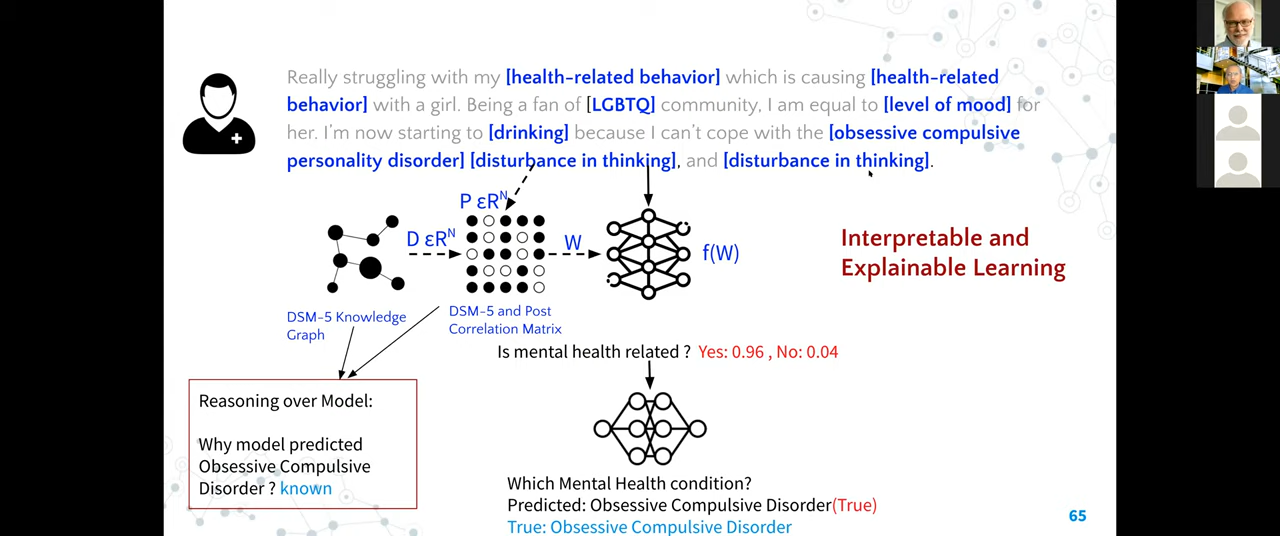 Really struggling with my [health-related behavior] which is causing [health-related
behavior] with a girl. Being a fan of [LGBTQ] community, I am equal to [level of mood] for
her. I'm now starting to [drinking] because I can't cope with the [obsessive compulsive
personality disorder] [disturbance in thinking], and [disturbance in thinking].
P εRᴺ
D εRᴺ
W
f(W)
Interpretable and
Explainable Learning
DSM-5 Knowledge
Graph
DSM-5 and Post
Correlation Matrix
Is mental health related ? Yes: 0.96 , No: 0.04
Reasoning over Model:
Why model predicted
Obsessive Compulsive
Disorder ? known
Which Mental Health condition?
Predicted: Obsessive Compulsive Disorder(True)
True: Obsessive Compulsive Disorder
65